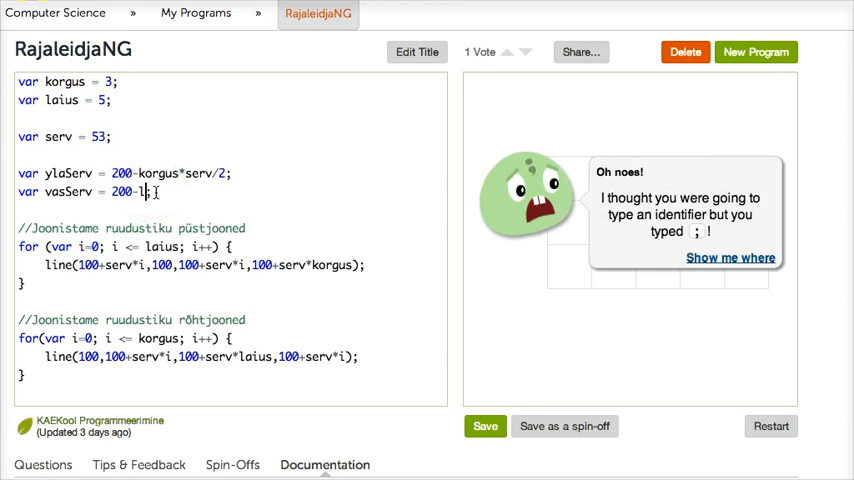 Computer Science » My Programs » RajaleidjaNG
RajaleidjaNG Edit Title 1 Vote Share... Delete New Program
var korgus = 3;
var laius = 5;
var serv = 53;
var ylaServ = 200-korgus*serv/2;
var vasServ = 200-l;
//Joonistame ruudustiku püstjooned
for (var i=0; i <= laius; i++) {
line(100+serv*i,100,100+serv*i,100+serv*korgus);
}
//Joonistame ruudustiku rõhtjooned
for(var i=0; i <= korgus; i++) {
line(100,100+serv*i,100+serv*laius,100+serv*i);
}
Oh noes!
I thought you were going to
type an identifier but you
typed ; !
Show me where
KAEKool Programmeerimine
(Updated 3 days ago)
Save Save as a spin-off Restart
Questions Tips & Feedback Spin-Offs Documentation